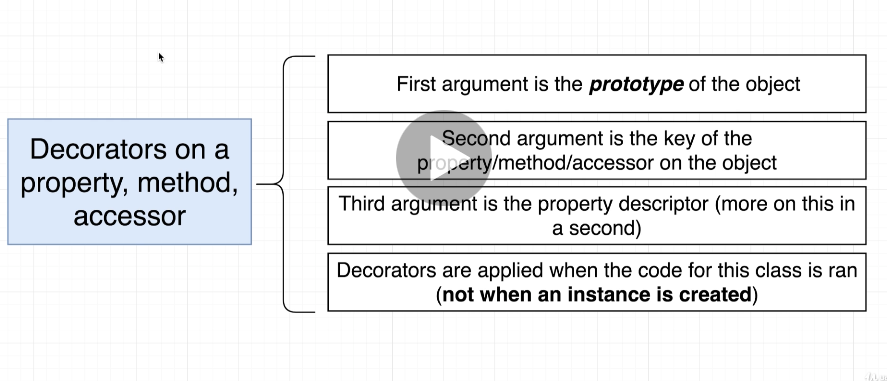 Decorators on a
property, method,
accessor
First argument is the prototype of the object
Second argument is the key of the
property/method/accessor on the object
Third argument is the property descriptor (more on this in
a second)
Decorators are applied when the code for this class is ran
(not when an instance is created)